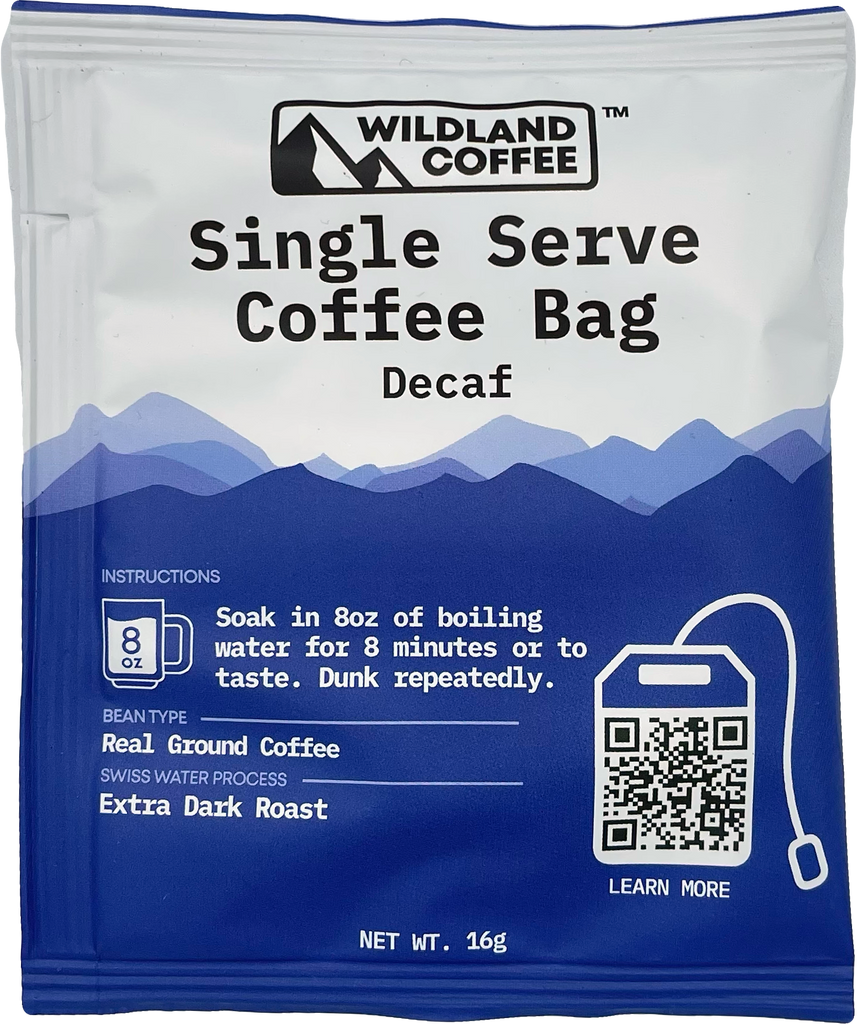 WILDLAND
COFFEE
™
Single Serve
Coffee Bag
Decaf
INSTRUCTIONS
8
OZ
Soak in 8oz of boiling
water for 8 minutes or to
taste. Dunk repeatedly.
BEAN TYPE
Real Ground Coffee
SWISS WATER PROCESS
Extra Dark Roast
LEARN MORE
NET WT. 16g